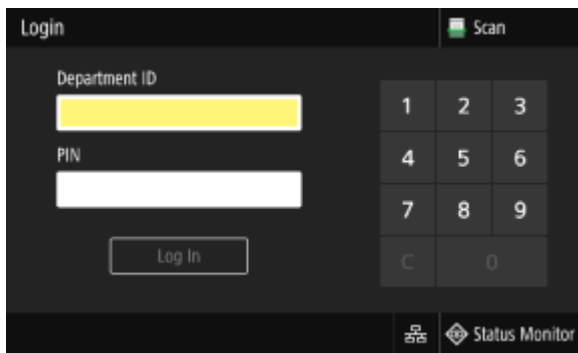 Login
Scan
Department ID
PIN
1 2 3
4 5 6
7 8 9
C 0
Log In
Status Monitor